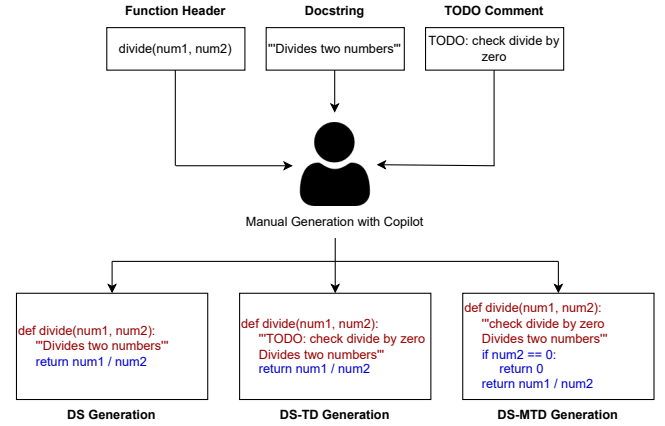 Function Header
Docstring
TODO Comment
divide(num1, num2)
'''Divides two numbers'''
TODO: check divide by
zero
Manual Generation with Copilot
def divide(num1, num2):
'''Divides two numbers'''
return num1 / num2
def divide(num1, num2):
'''TODO: check divide by zero
Divides two numbers'''
return num1 / num2
def divide(num1, num2):
'''check divide by zero
Divides two numbers'''
if num2 == 0:
return 0
return num1 / num2
DS Generation
DS-TD Generation
DS-MTD Generation